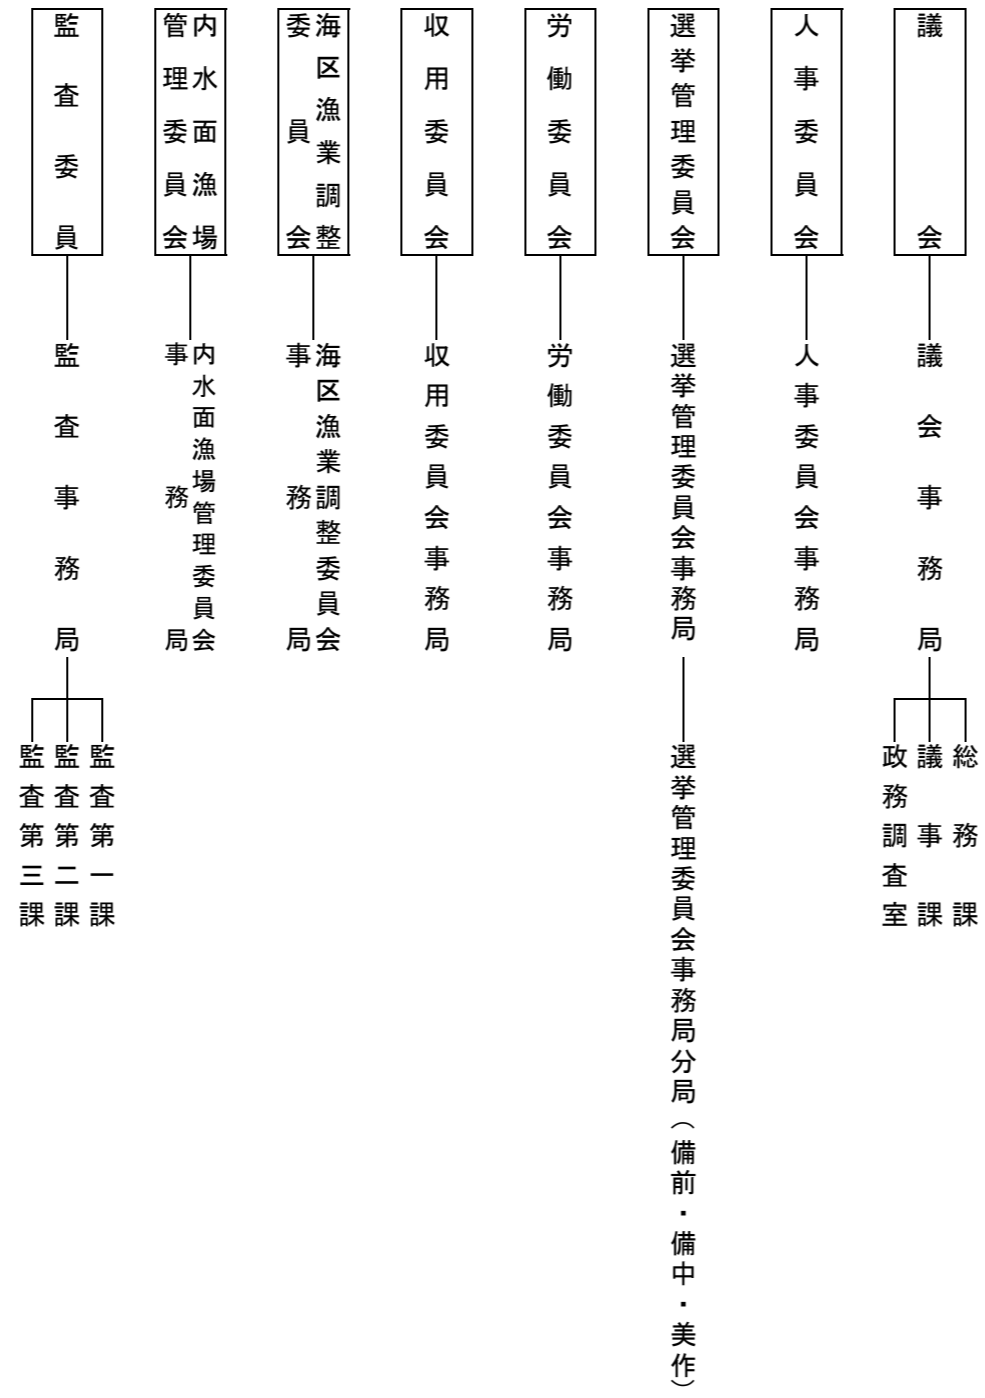 議会
議会事務局
総務課
議事課
政務調査室
人事委員会
人事委員会事務局
選挙管理委員会
選挙管理委員会事務局
選挙管理委員会事務局分局（備前・備中・美作）
労働委員会
労働委員会事務局
収用委員会
収用委員会事務局
海区漁業調整
委員会
海区漁業調整委員会
事務局
内水面漁場
管理委員会
内水面漁場管理委員会
事務局
監査委員
監査事務局
監査第一課
監査第二課
監査第三課